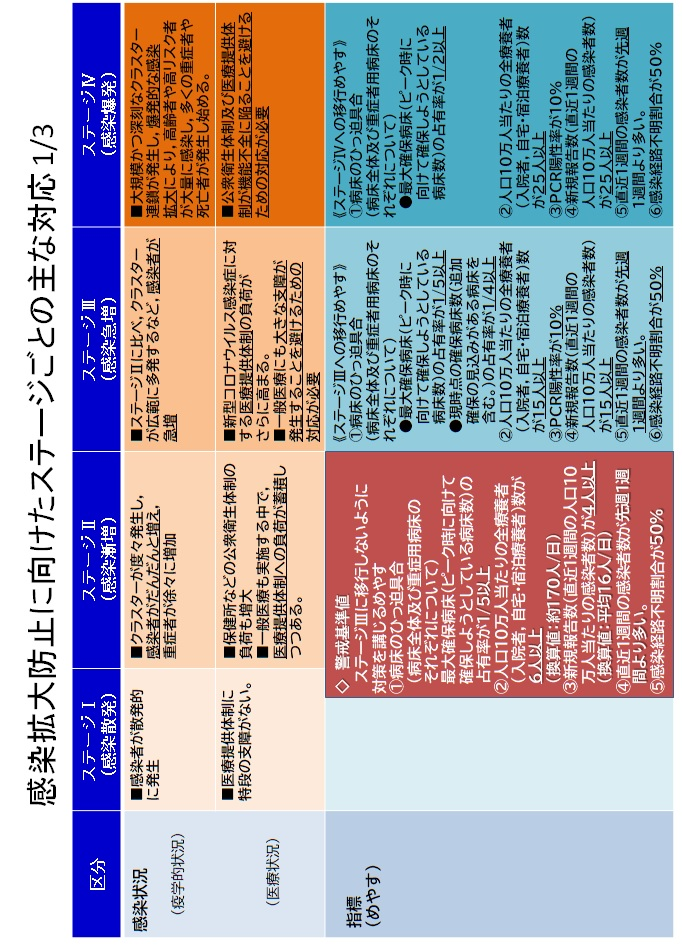 感染拡大防止に向けたステージごとの主な対応 1/3
区分
ステージⅠ
(感染散発)
ステージⅡ
(感染漸増)
ステージⅢ
(感染急増)
ステージⅣ
(感染爆発)
感染状況
(疫学的状況)
■感染者が散発的
に発生
■クラスターが度々発生し,
感染者がだんだんと増え,
重症者が徐々に増加
■ステージⅡに比べ,クラスター
が広範に多発するなど,感染者が
急増
■大規模かつ深刻なクラスター
連鎖が発生し,爆発的な感染
拡大により,高齢者や高リスク者
が大量に感染し,多くの重症者や
死亡者が発生し始める。
(医療状況)
■医療提供体制に
特段の支障がない。
■保健所などの公衆衛生体制の
負荷も増大
■一般医療も実施する中で,
医療提供体制への負荷が蓄積し
つつある。
■新型コロナウイルス感染症に対
する医療提供体制の負荷が
さらに高まる。
■一般医療にも大きな支障が
発生することを避けるための
対応が必要
■公衆衛生体制及び医療提供体
制が機能不全に陥ることを避ける
ための対応が必要
指標
(めやす)
◇ 警戒基準値
ステージⅢに移行しないように
対策を講じるめやす
①病床のひっ迫具合
(病床全体及び重症用病床の
それぞれについて)
最大確保病床(ピーク時に向けて
確保しようとしている病床数)の
占有率が1/5以上
②人口10万人当たりの全療養者
(入院者,自宅・宿泊療養者)数が
6人以上
(換算値:約170人/日)
③新規報告数(直近1週間の人口10
万人当たりの感染者数)が4人以上
(換算値:平均16人/日)
④直近1週間の感染者数が先週1週
間より多い。
⑤感染経路不明割合が50%
《ステージⅢへの移行めやす》
①病床のひっ迫具合
(病床全体及び重症者用病床のそ
れぞれについて)
●最大確保病床(ピーク時に
向けて確保しようとしている
病床数)の占有率が1/5以上
●現時点の確保病床数(追加
確保の見込みがある病床を
含む。)の占有率が1/4以上
②人口10万人当たりの全療養者
(入院者,自宅・宿泊療養者)数
が15人以上
③PCR陽性率が10%
④新規報告数(直近1週間の
人口10万人当たりの感染者数)
が15人以上
⑤直近1週間の感染者数が先週
1週間より多い。
⑥感染経路不明割合が50%
《ステージⅣへの移行めやす》
①病床のひっ迫具合
(病床全体及び重症者用病床のそ
れぞれについて)
●最大確保病床(ピーク時に
向けて確保しようとしている
病床数)の占有率が1/2以上
②人口10万人当たりの全療養者
(入院者,自宅・宿泊療養者)数
が25人以上
③PCR陽性率が10%
④新規報告数(直近1週間の
人口10万人当たりの感染者数)
が25人以上
⑤直近1週間の感染者数が先週
1週間より多い。
⑥感染経路不明割合が50%